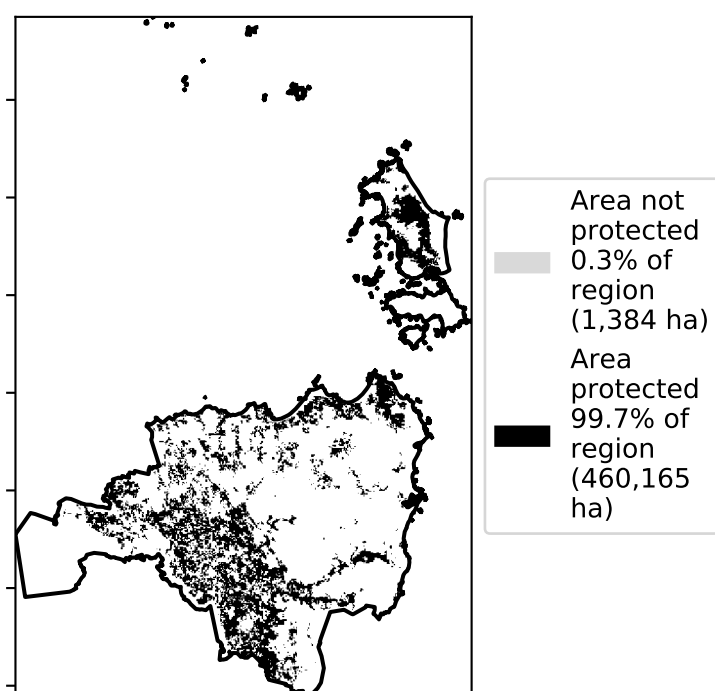 Area not
protected
0.3% of
region
(1,384 ha)
Area
protected
99.7% of
region
(460,165
ha)